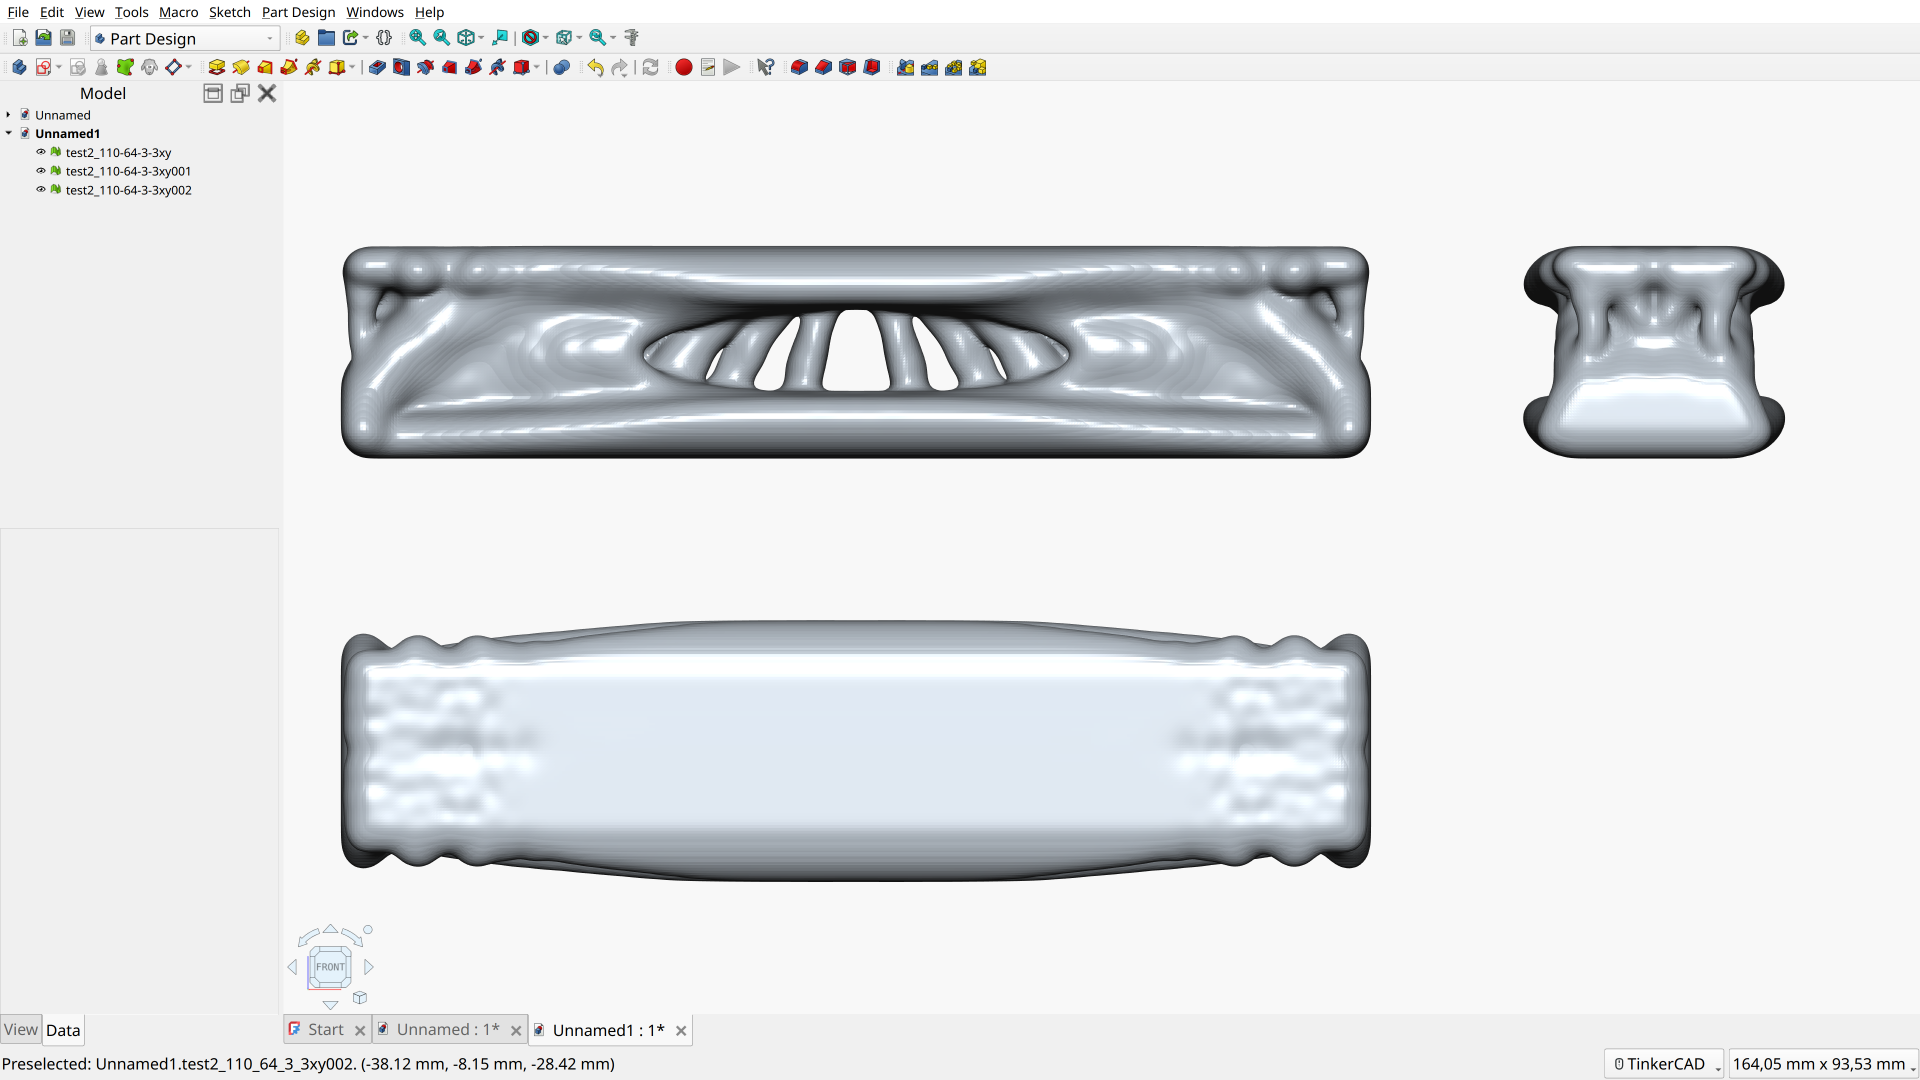 File Edit View Tools Macro Sketch Part Design Windows Help
Part Design
Model
Unnamed
Unnamed1
test2_110-64-3-3xy
test2_110-64-3-3xy001
test2_110-64-3-3xy002
FRONT
View Data Start Unnamed : 1* Unnamed1 : 1*
Preselected: Unnamed1.test2_110_64_3_3xy002. (-38.12 mm, -8.15 mm, -28.42 mm) TinkerCAD 164,05 mm x 93,53 mm